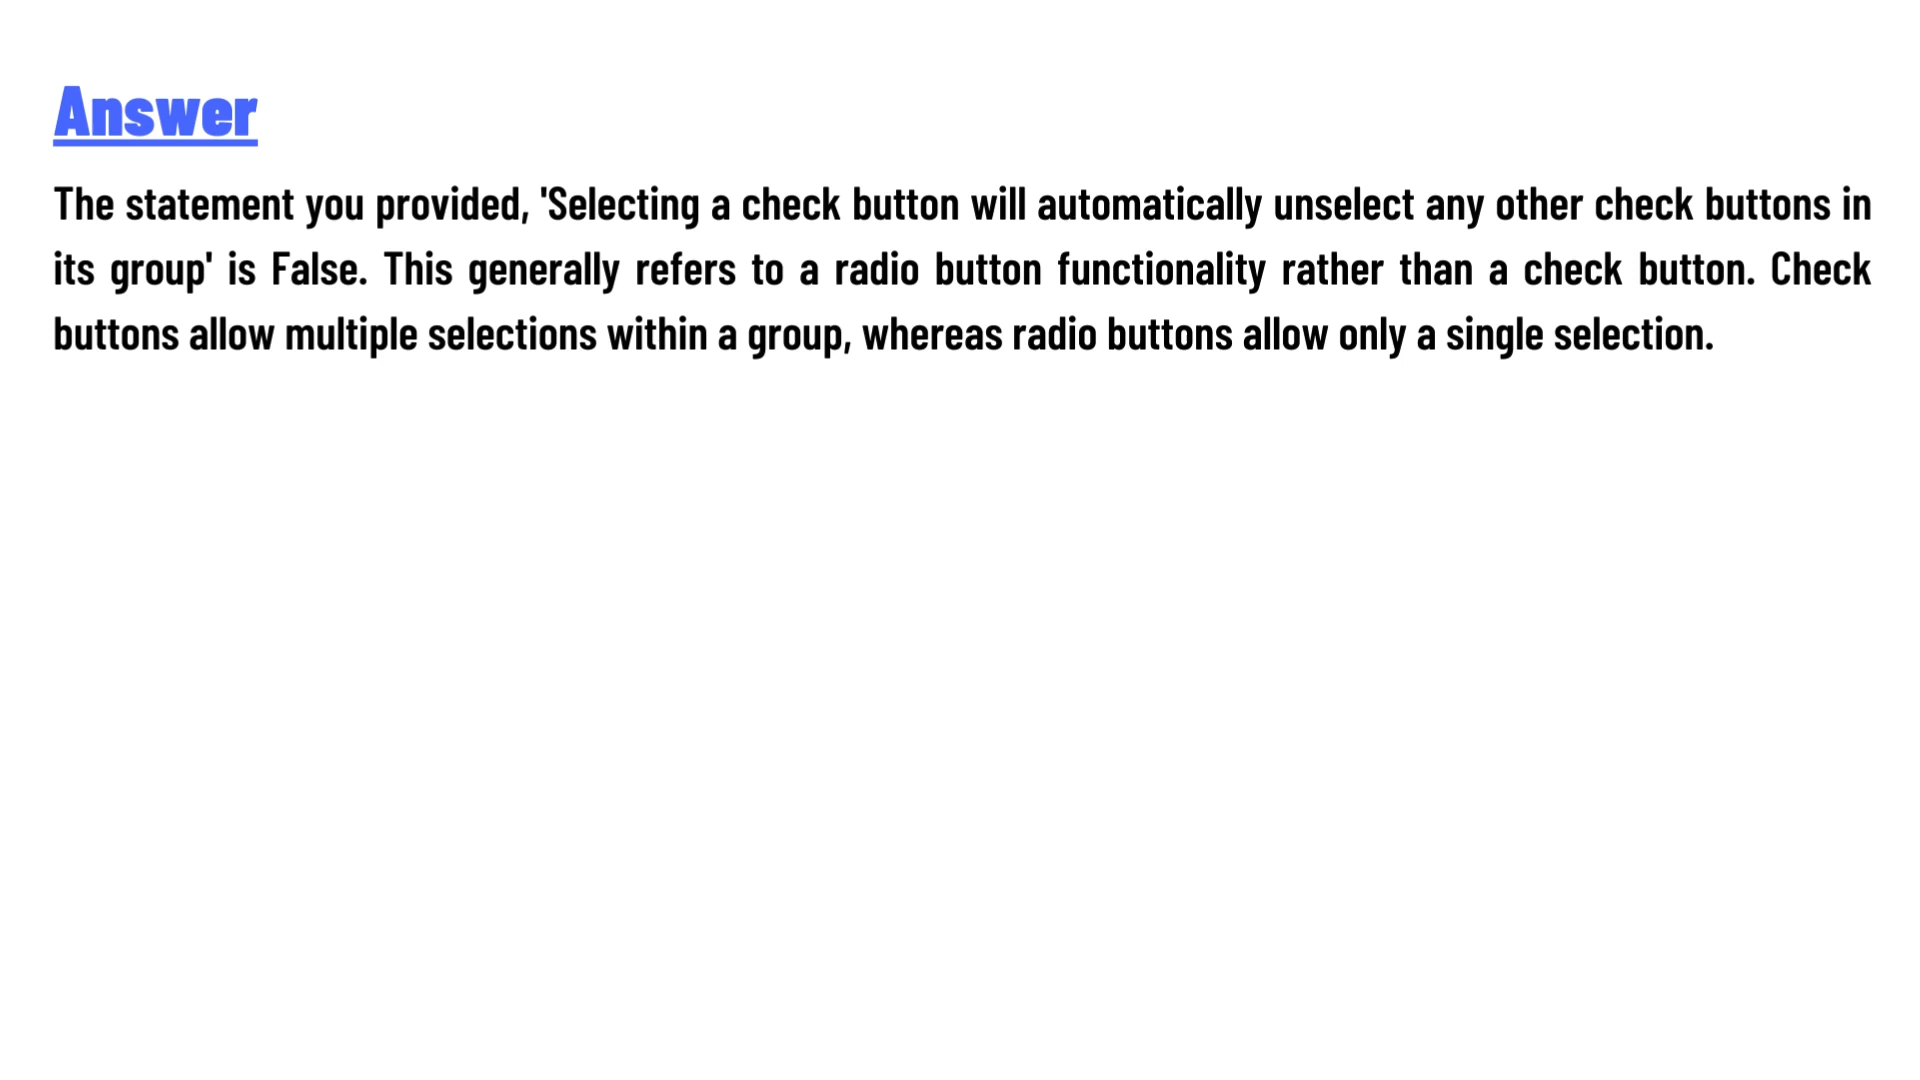 Answer
The statement you provided, 'Selecting a check button will automatically unselect any other check buttons in
its group' is False. This generally refers to a radio button functionality rather than a check button. Check
buttons allow multiple selections within a group, whereas radio buttons allow only a single selection.